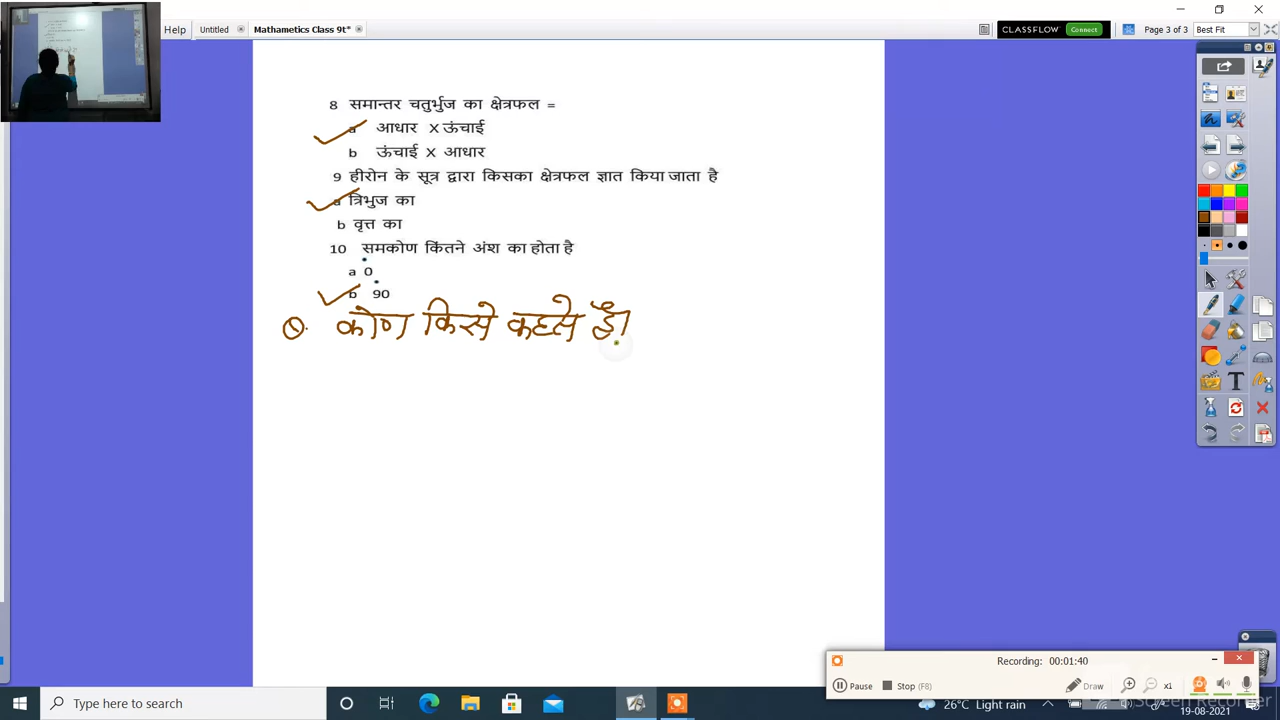 Help
Untitled
Mathametics Class 9t*
CLASSFLOW Connect
Page 3 of 3
Best Fit
8 समान्तर चतुर्भुज का क्षेत्रफल =
a आधार X ऊंचाई
b ऊंचाई X आधार
9 हीरोन के सूत्र द्वारा किसका क्षेत्रफल ज्ञात किया जाता है
a त्रिभुज का
b वृत्त का
10 समकोण कितने अंश का होता है
a 0
b 90
Q. कोण किसे कहते है।
Recording: 00:01:40
Pause
Stop (F8)
Draw
x1
Type here to search
26°C Light rain
19-08-2021